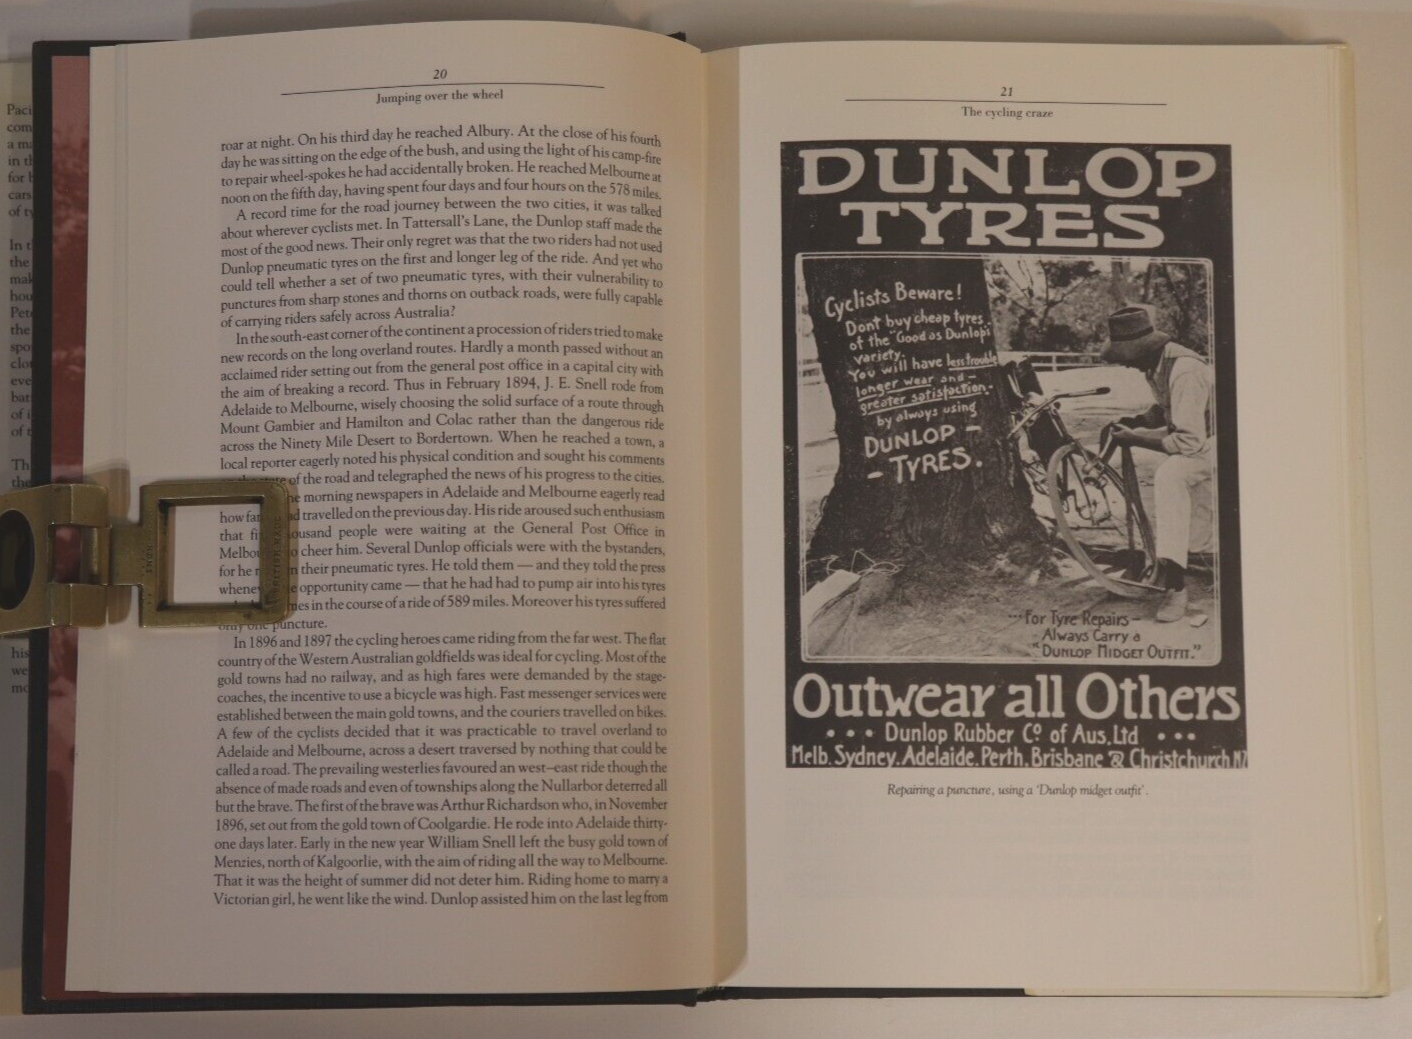 20
Jumping over the wheel
roar at night. On his third day he reached Albury. At the close of his fourth
day he was sitting on the edge of the bush, and using the light of his camp-fire
to repair wheel-spokes he had accidentally broken. He reached Melbourne at
noon on the fifth day, having spent four days and four hours on the 578 miles.
A record time for the road journey between the two cities, it was talked
about wherever cyclists met. In Tattersall's Lane, the Dunlop staff made the
most of the good news. Their only regret was that the two riders had not used
Dunlop pneumatic tyres on the first and longer leg of the ride. And yet who
could tell whether a set of two pneumatic tyres, with their vulnerability to
punctures from sharp stones and thorns on outback roads, were fully capable
of carrying riders safely across Australia?
In the south-east corner of the continent a procession of riders tried to make
new records on the long overland routes. Hardly a month passed without an
acclaimed rider setting out from the general post office in a capital city with
the aim of breaking a record. Thus in February 1894, J. E. Snell rode from
Adelaide to Melbourne, wisely choosing the solid surface of a route through
Mount Gambier and Hamilton and Colac rather than the dangerous ride
across the Ninety Mile Desert to Bordertown. When he reached a town, a
local reporter eagerly noted his physical condition and sought his comments
of the road and telegraphed the news of his progress to the cities.
morning newspapers in Adelaide and Melbourne eagerly read
how travelled on the previous day. His ride aroused such enthusiasm
that people were waiting at the General Post Office in
cheer him. Several Dunlop officials were with the bystanders,
for he their pneumatic tyres. He told them — and they told the press
opportunity came — that he had had to pump air into his tyres
in the course of a ride of 589 miles. Moreover his tyres suffered
only one puncture.
In 1896 and 1897 the cycling heroes came riding from the far west. The flat
country of the Western Australian goldfields was ideal for cycling. Most of the
gold towns had no railway, and as high fares were demanded by the stage-
coaches, the incentive to use a bicycle was high. Fast messenger services were
established between the main gold towns, and the couriers travelled on bikes.
A few of the cyclists decided that it was practicable to travel overland to
Adelaide and Melbourne, across a desert traversed by nothing that could be
called a road. The prevailing westerlies favoured an west–east ride though the
absence of made roads and even of townships along the Nullarbor deterred all
but the brave. The first of the brave was Arthur Richardson who, in November
1896, set out from the gold town of Coolgardie. He rode into Adelaide thirty-
one days later. Early in the new year William Snell left the busy gold town of
Menzies, north of Kalgoorlie, with the aim of riding all the way to Melbourne.
That it was the height of summer did not deter him. Riding home to marry a
Victorian girl, he went like the wind. Dunlop assisted him on the last leg from
21
The cycling craze
DUNLOP
TYRES
Cyclists Beware!
Dont buy cheap tyres
of the "Good as Dunlop's
variety.
You will have less trouble
longer wear and –
greater satisfaction.
by always using
DUNLOP –
– TYRES.
··· For Tyre Repairs –
Always Carry a
"DUNLOP MIDGET OUTFIT."
Outwear all Others
• • • Dunlop Rubber Cº of Aus. Ltd • • •
Melb. Sydney. Adelaide. Perth. Brisbane & Christchurch NZ
Repairing a puncture, using a 'Dunlop midget outfit'.